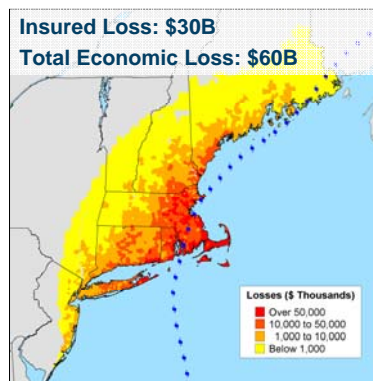 Insured Loss: $30B
Total Economic Loss: $60B
Losses ($ Thousands)
Over 50,000
10,000 to 50,000
1,000 to 10,000
Below 1,000